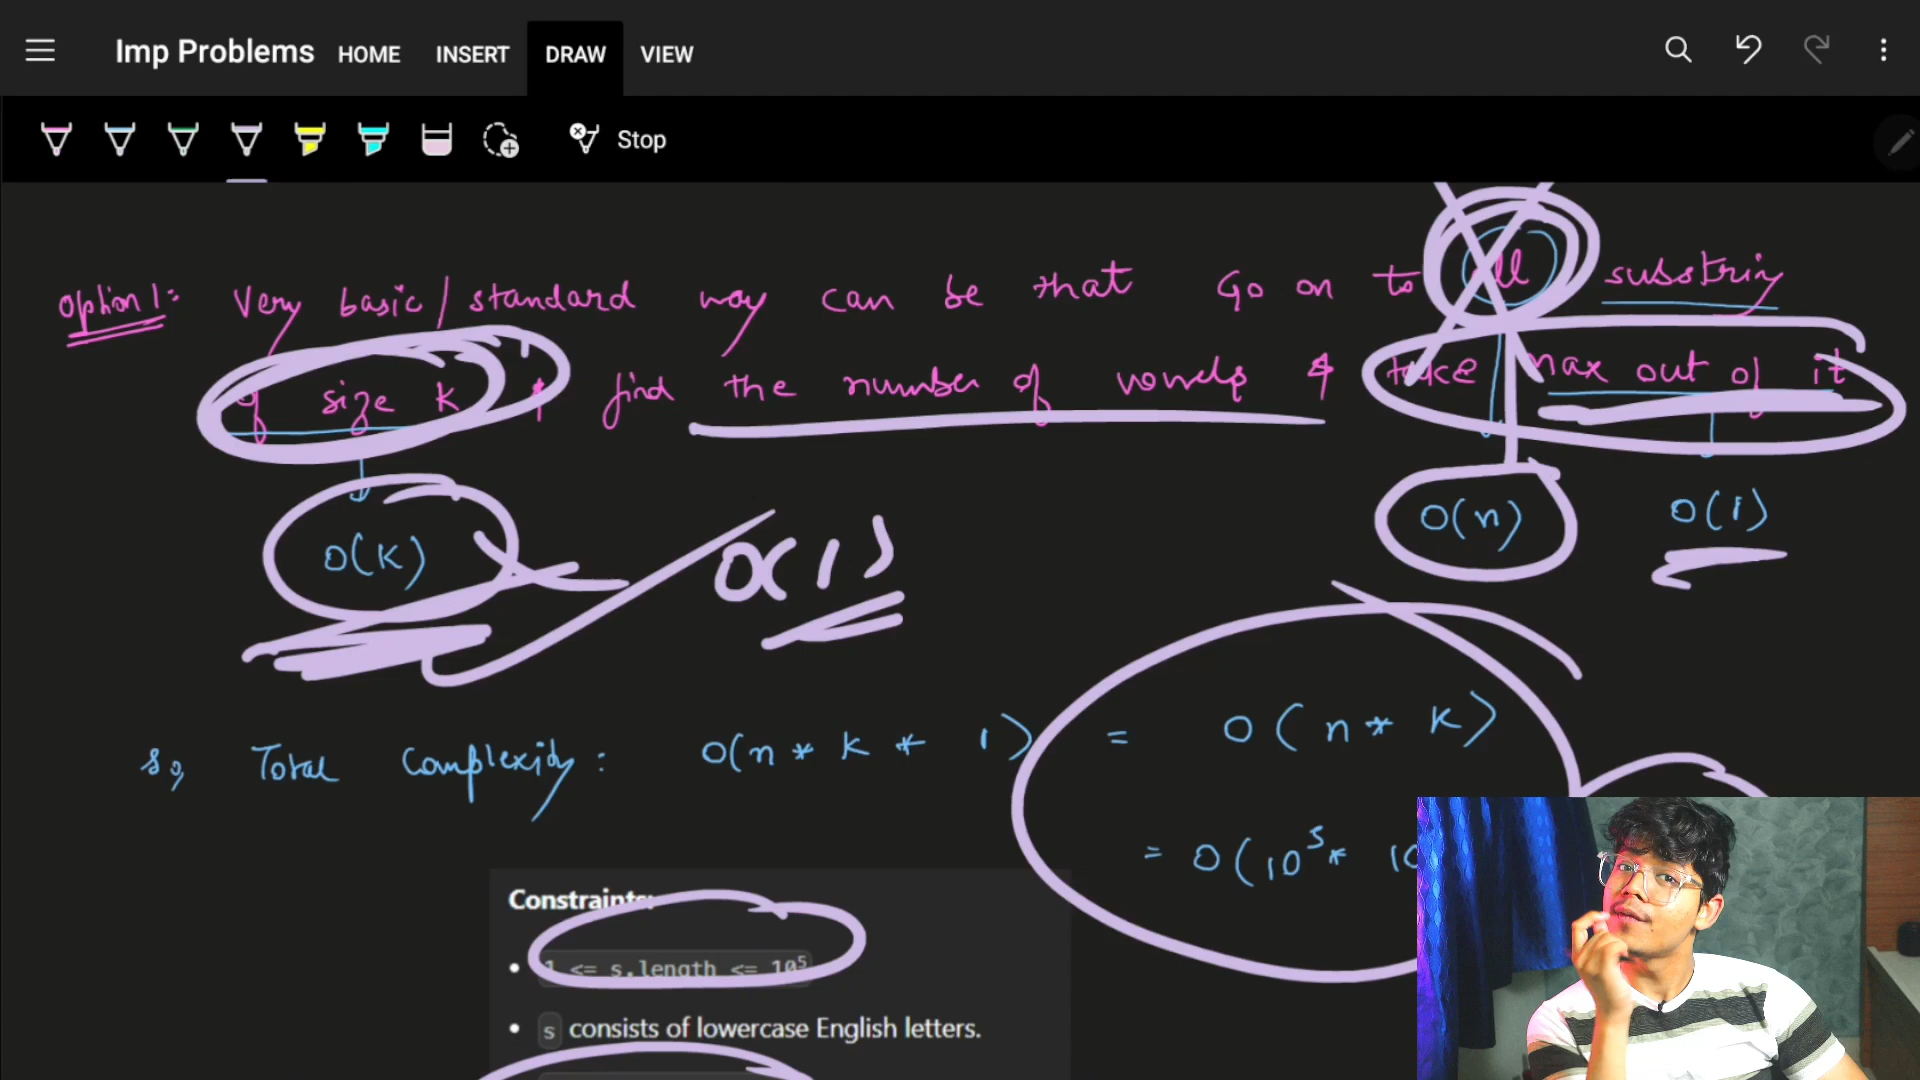 Imp Problems HOME INSERT DRAW VIEW
Stop
Option 1: Very basic / standard way can be that Go on to all substring
of size k & find the number of vowels & take max out of it
O(k) O(1) O(n) O(1)
So, Total Complexity: O(n * k * 1) = O(n * k)
= O(10^5 * 10
Constraints:
1 <= s.length <= 10^5
s consists of lowercase English letters.